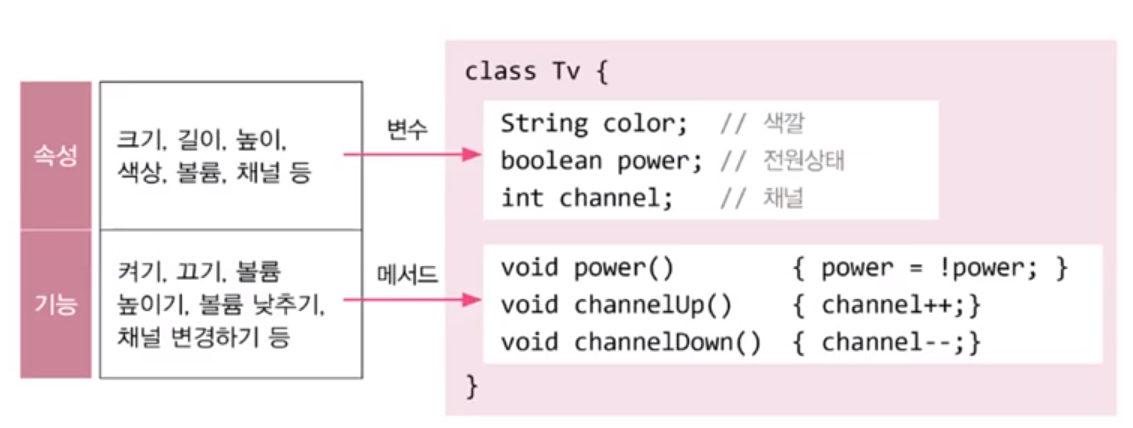 속성
크기, 길이, 높이,
색상, 볼륨, 채널 등
변수
기능
켜기, 끄기, 볼륨
높이기, 볼륨 낮추기,
채널 변경하기 등
메서드
class Tv {
String color; // 색깔
boolean power; // 전원상태
int channel; // 채널
void power() { power = !power; }
void channelUp() { channel++;}
void channelDown() { channel--;}
}